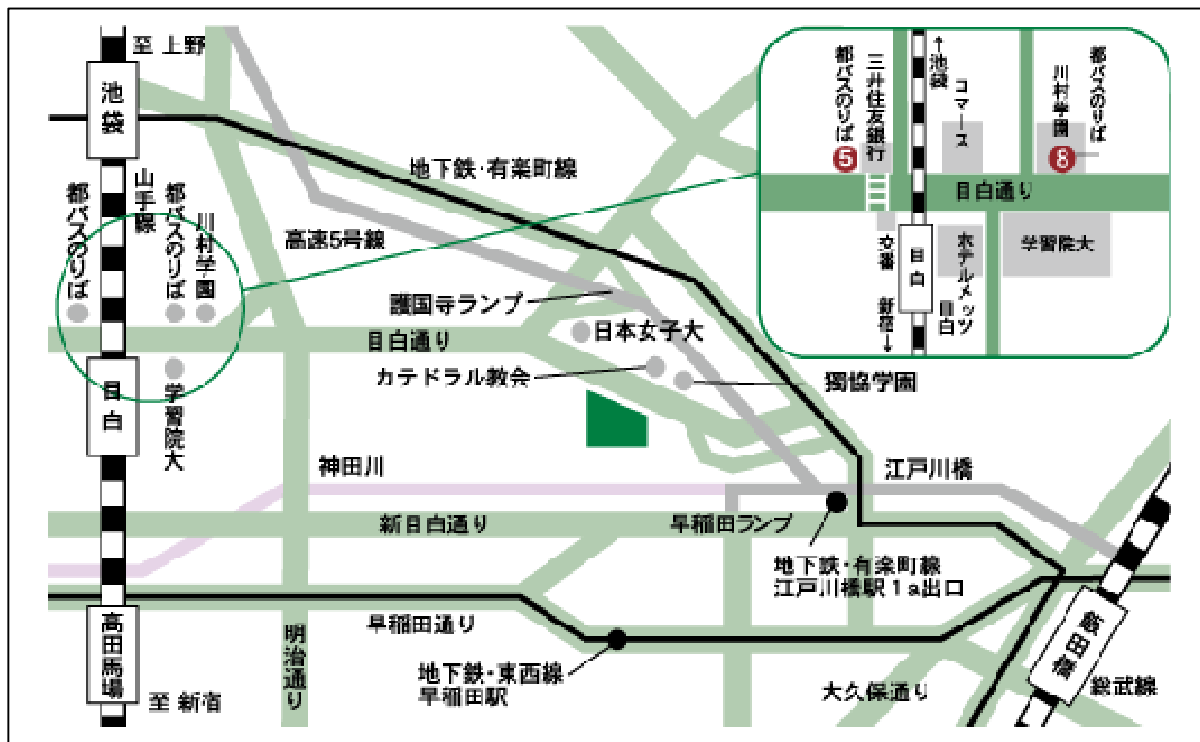 至 上野
池袋
山手線
都バスのりば
都バスのりば
川村学園
目白
学習院大
高田馬場
至 新宿
地下鉄・有楽町線
高速5号線
護国寺ランプ
目白通り
日本女子大
カテドラル教会
獨協学園
神田川
江戸川橋
新目白通り
早稲田ランプ
地下鉄・有楽町線
江戸川橋駅1a出口
早稲田通り
明治通り
地下鉄・東西線
早稲田駅
大久保通り
飯田橋
総武線
都バスのりば
5
三井住友銀行
↑池袋
コマース
川村学園
都バスのりば
8
目白通り
交番
目白
ホテルメッツ
目白
学習院大
新宿↓